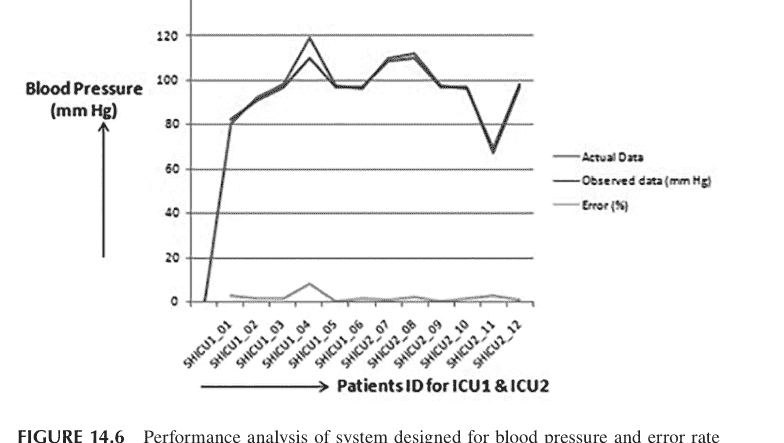 120
Blood Pressure
100
(mm Hg)
80
60
Actual Data
Observed data (mm Hg)
40
Error (%)
20
0
SHICU1_01
SHICU1_02
SHICU1_03
SHICU1_04
SHICU1_05
SHICU1_06
SHICU2_07
SHICU2_08
SHICU2_09
SHICU2_10
SHICU2_11
SHICU2_12
Patients ID for ICU1 & ICU2
FIGURE 14.6 Performance analysis of system designed for blood pressure and error rate